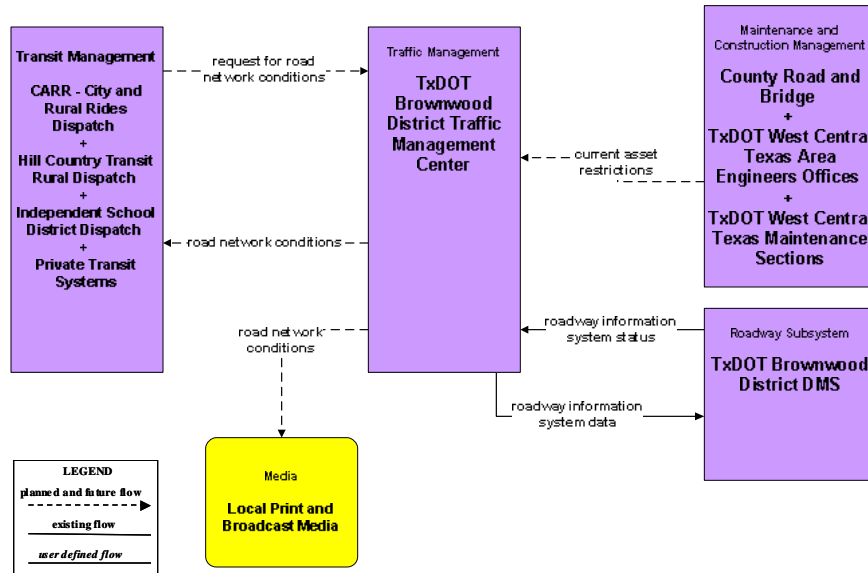 Transit Management
CARR - City and
Rural Rides
Dispatch
+
Hill Country Transit
Rural Dispatch
+
Independent School
District Dispatch
+
Private Transit
Systems
request for road
network conditions
road network conditions
road network
conditions
Traffic Management
TxDOT
Brownwood
District Traffic
Management
Center
current asset
restrictions
roadway information
system status
roadway information
system data
Maintenance and
Construction Management
County Road and
Bridge
+
TxDOT West Central
Texas Area
Engineers Offices
+
TxDOT West Central
Texas Maintenance
Sections
Roadway Subsystem
TxDOT Brownwood
District DMS
Media
Local Print and
Broadcast Media
LEGEND
planned and future flow
existing flow
user defined flow